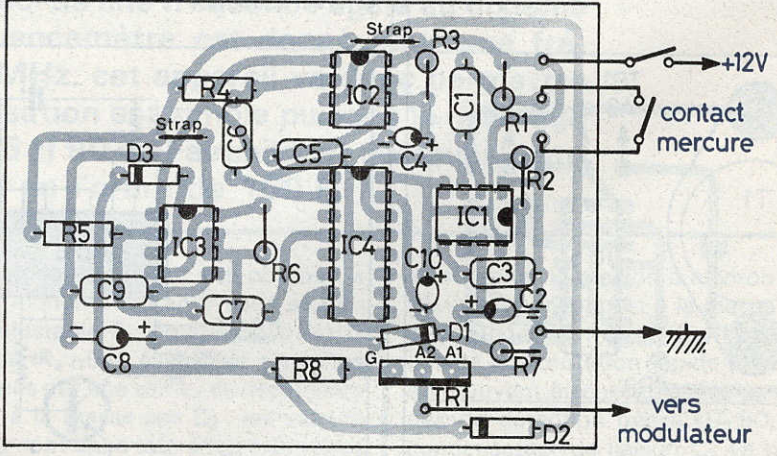 Strap
R3
+12V
R4
IC2
C1
R1
contact
mercure
Strap
C6
C5
+
C4
D3
R2
IC1
R5
IC3
IC4
R6
C10
+
C3
C9
C7
C2
+
-
-
+
C8
-
D1
R7
R8
G
A2
A1
TR1
D2
vers
modulateur